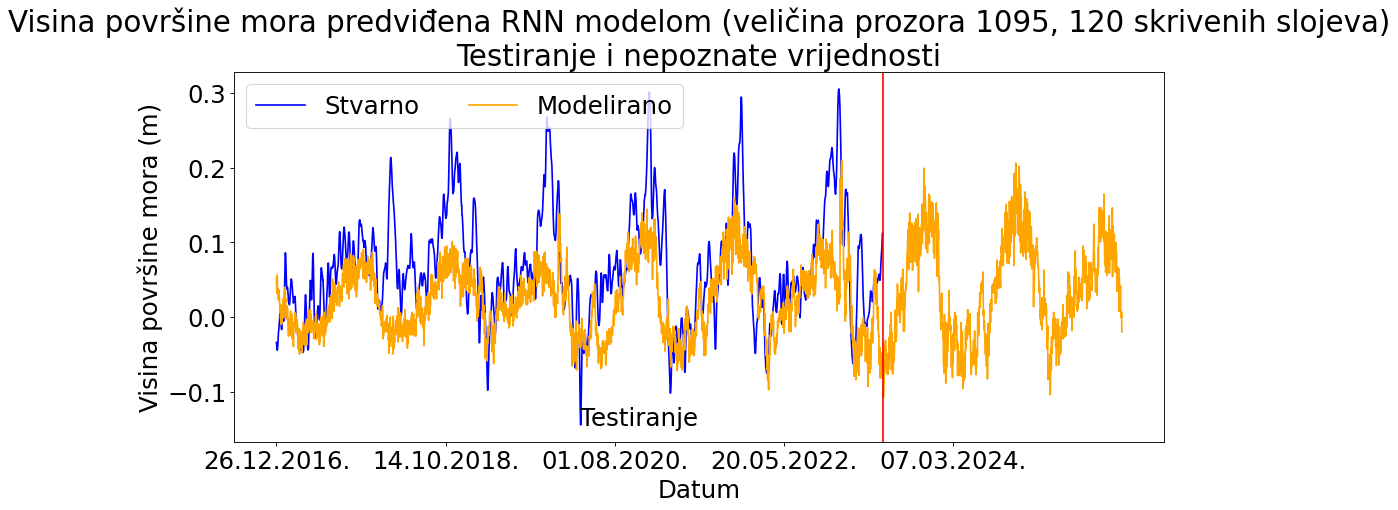 Visina površine mora predviđena RNN modelom (veličina prozora 1095, 120 skrivenih slojeva)
Testiranje i nepoznate vrijednosti
Stvarno Modelirano
Visina površine mora (m)
0.3
0.2
0.1
0.0
−0.1
Testiranje
26.12.2016. 14.10.2018. 01.08.2020. 20.05.2022. 07.03.2024.
Datum